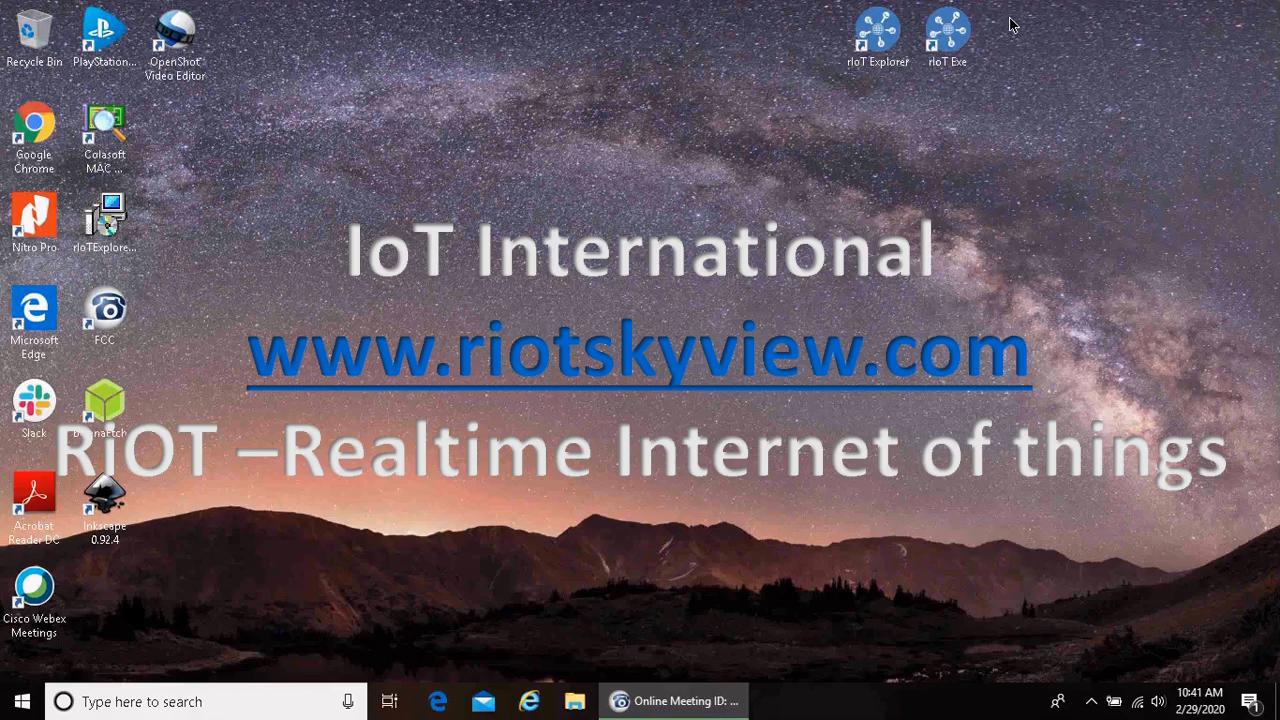 Recycle Bin
PlayStation...
OpenShot
Video Editor
rIoT Explorer
rIoT Exe
Google
Chrome
Colasoft
MAC ...
Nitro Pro
rIoTExplore...
IoT International
Microsoft
Edge
FCC
www.riotskyview.com
Slack
RiOT –Realtime Internet of things
Acrobat
Reader DC
Inkscape
0.92.4
Cisco Webex
Meetings
Type here to search
Online Meeting ID: ...
10:41 AM
2/29/2020
1